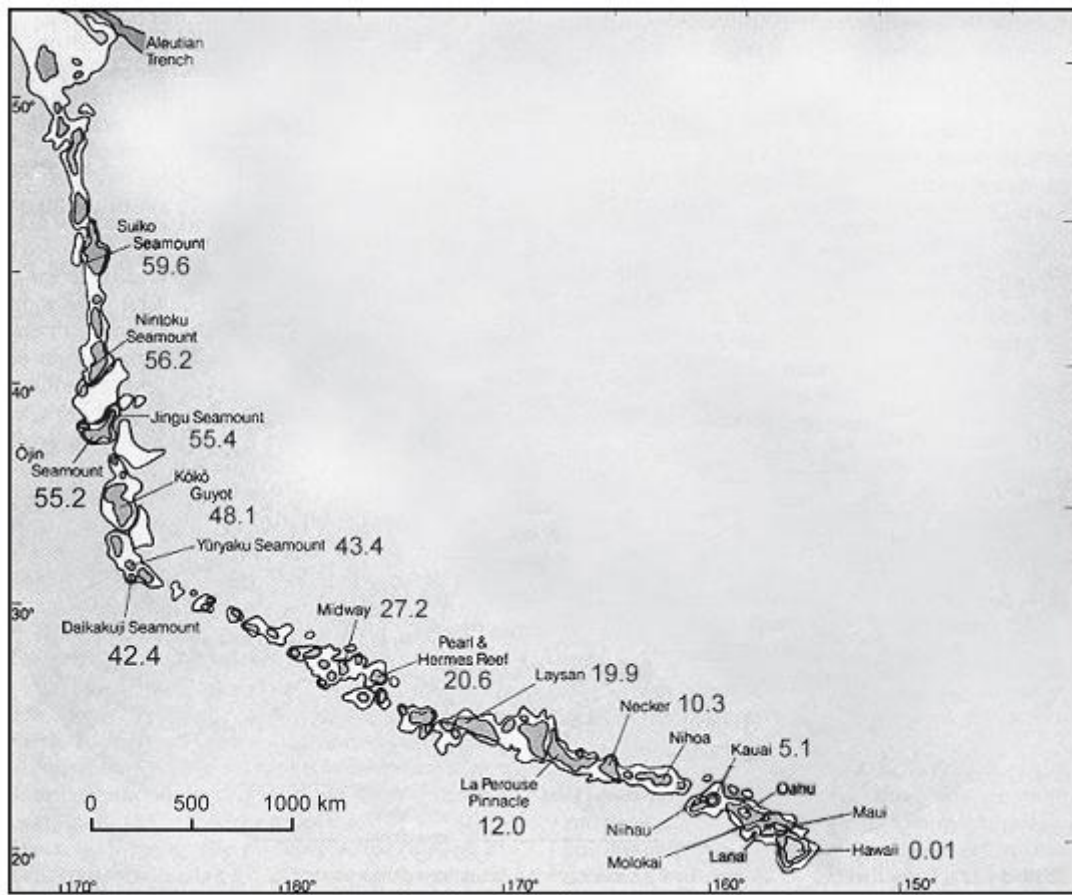 Aleutian
Trench
50°
Suiko
Seamount
59.6
Nintoku
Seamount
56.2
40°
Jingu Seamount
55.4
Ōjin
Seamount
55.2
Kōkō
Guyot
48.1
Yūryaku Seamount 43.4
30°
Daikakuji Seamount
42.4
Midway 27.2
Pearl &
Hermes Reef
20.6
Laysan 19.9
Necker 10.3
Nihoa
Kauai 5.1
La Perouse
Pinnacle
12.0
Oahu
Maui
Niihau
Molokai
Lanai
Hawaii 0.01
0 500 1000 km
20°
170° 180° 170° 160° 150°